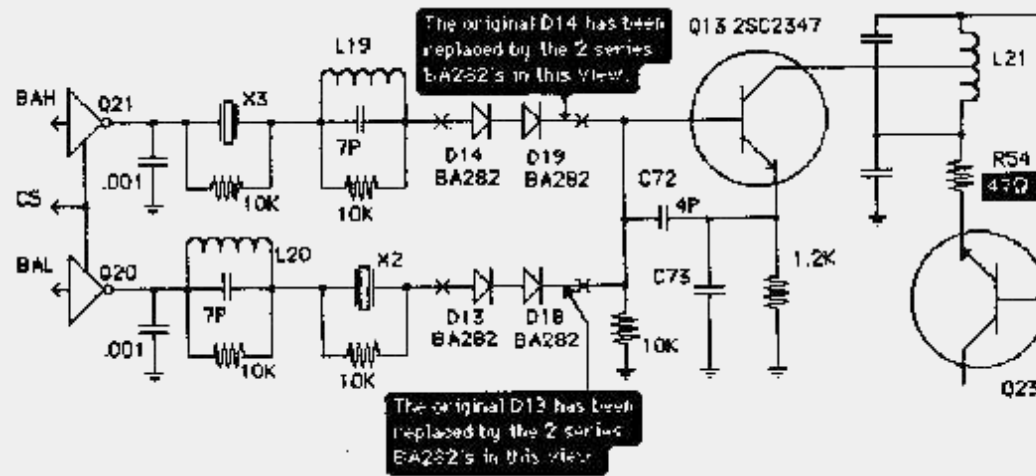 The original D14 has been
replaced by the 2 series
BA282's in this View.
Q13 2SC2347
L19
L21
BAH
Q21
X3
7P
D14
BA282
D19
BA282
.001
10K
10K
C72
4P
R54
47Ω
CS
BAL
Q20
L20
X2
C73
1.2K
7P
D13
BA282
D18
BA282
.001
10K
10K
10K
Q23
The original D13 has been
replaced by the 2 series
BA282's in this View.